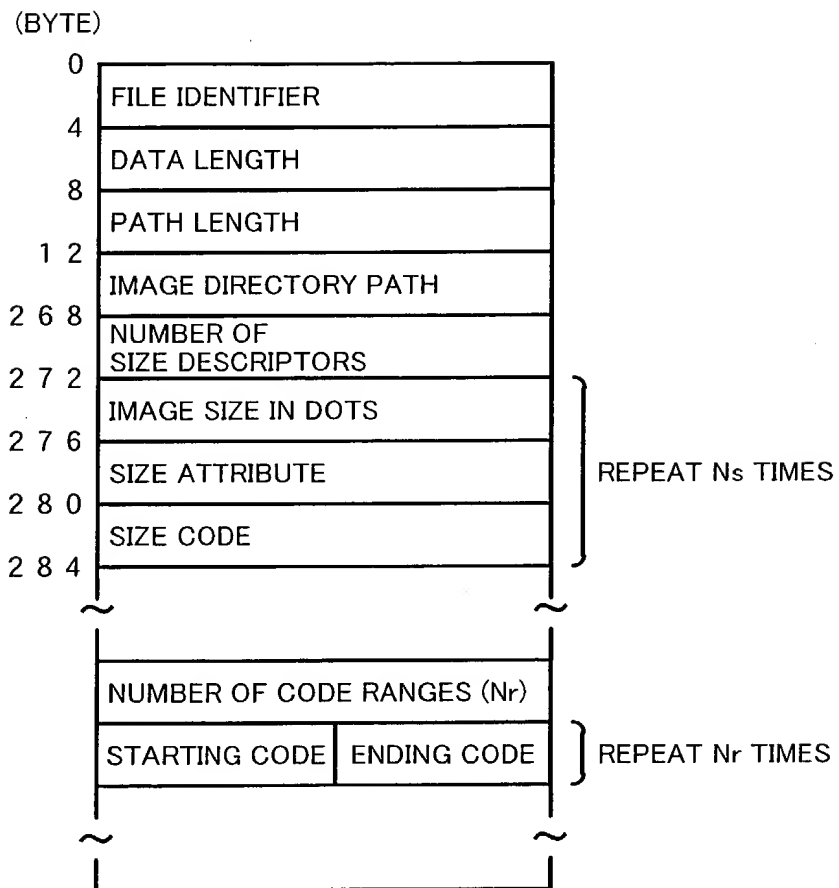 (BYTE)
0
FILE IDENTIFIER
4
DATA LENGTH
8
PATH LENGTH
1 2
IMAGE DIRECTORY PATH
2 6 8
NUMBER OF
SIZE DESCRIPTORS
2 7 2
IMAGE SIZE IN DOTS
2 7 6
SIZE ATTRIBUTE REPEAT Ns TIMES
2 8 0
SIZE CODE
2 8 4
NUMBER OF CODE RANGES (Nr)
STARTING CODE ENDING CODE REPEAT Nr TIMES